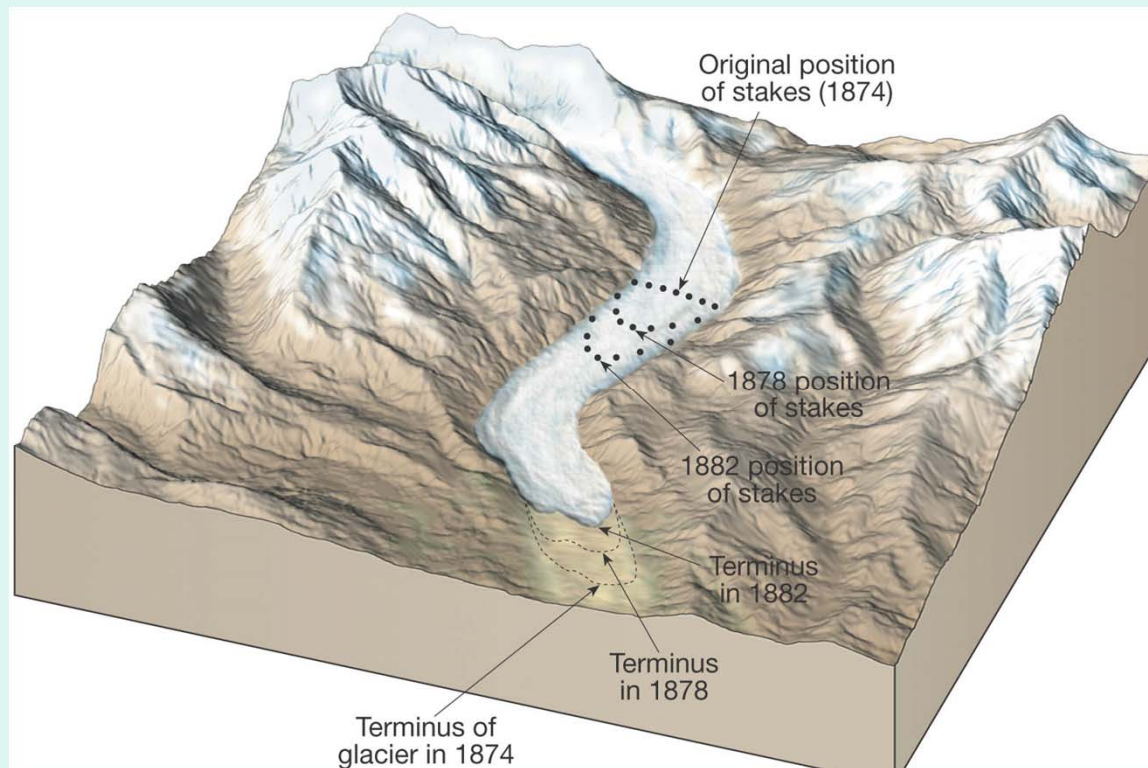 Original position
of stakes (1874)
1878 position
of stakes
1882 position
of stakes
Terminus
in 1882
Terminus
in 1878
Terminus of
glacier in 1874